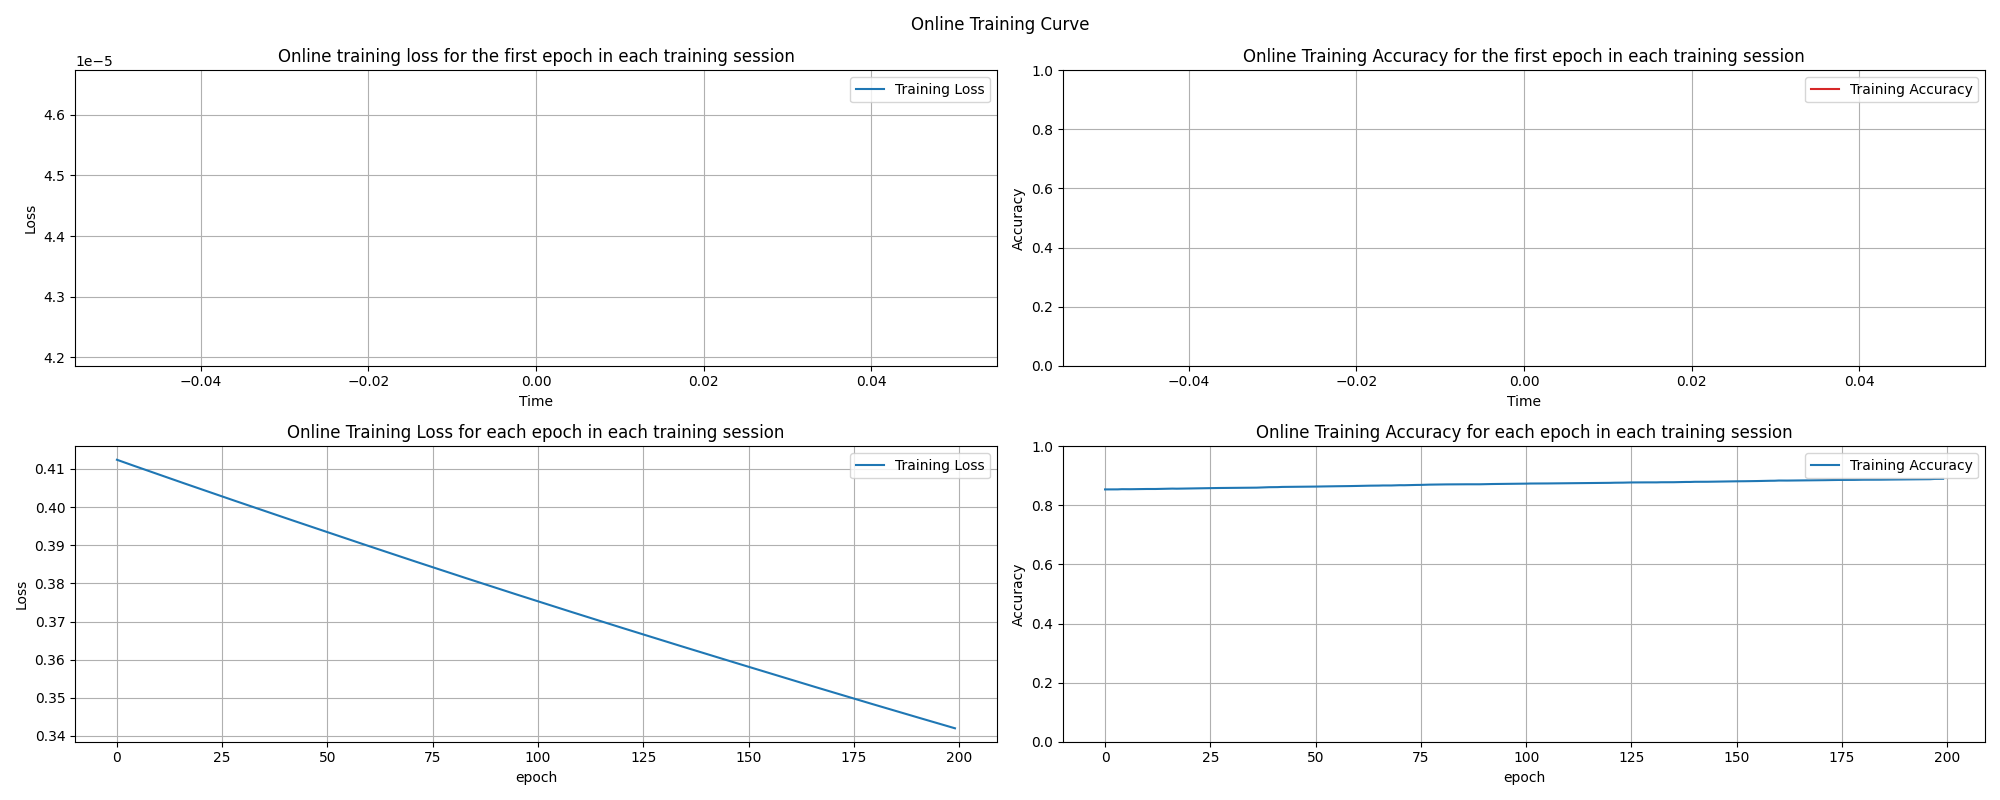 Online Training Curve
Online training loss for the first epoch in each training session
1e−5
Training Loss
4.6
4.5
4.4
4.3
4.2
Loss
−0.04 −0.02 0.00 0.02 0.04
Time
Online Training Accuracy for the first epoch in each training session
Training Accuracy
1.0
0.8
0.6
0.4
0.2
0.0
Accuracy
−0.04 −0.02 0.00 0.02 0.04
Time
Online Training Loss for each epoch in each training session
Training Loss
0.41
0.40
0.39
0.38
0.37
0.36
0.35
0.34
Loss
0 25 50 75 100 125 150 175 200
epoch
Online Training Accuracy for each epoch in each training session
Training Accuracy
1.0
0.8
0.6
0.4
0.2
0.0
Accuracy
0 25 50 75 100 125 150 175 200
epoch